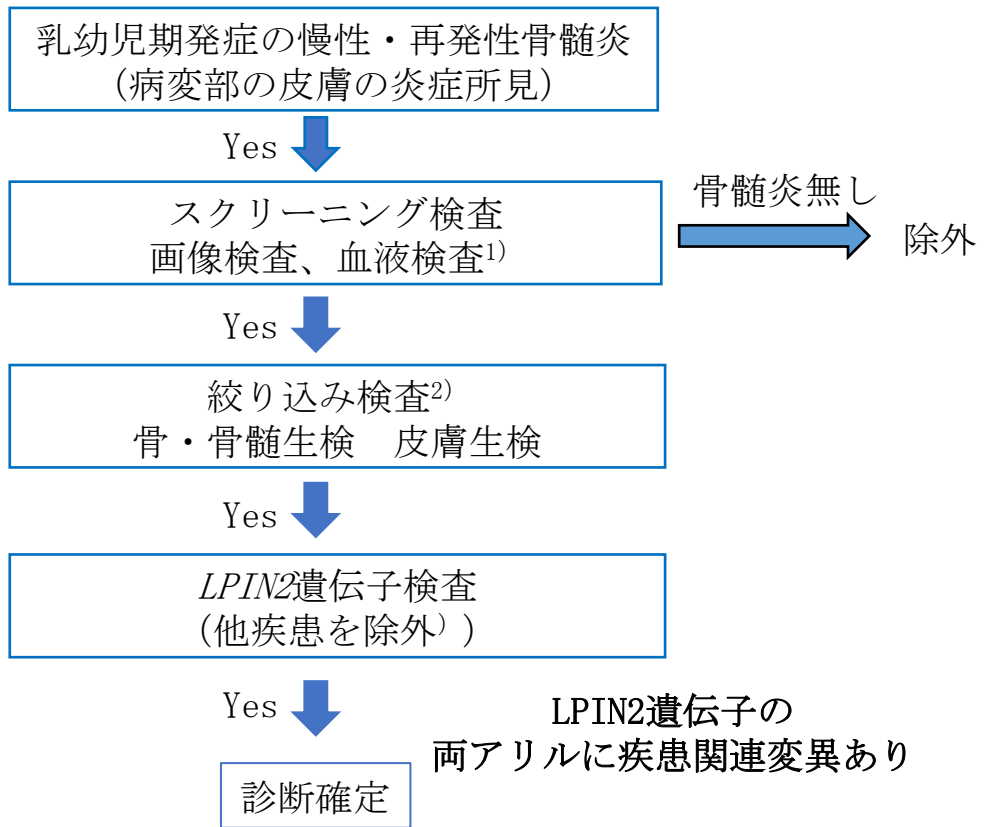 乳幼児期発症の慢性・再発性骨髄炎
（病変部の皮膚の炎症所見）
Yes
スクリーニング検査
画像検査、血液検査1)
骨髄炎無し
除外
Yes
絞り込み検査2)
骨・骨髄生検　皮膚生検
Yes
LPIN2遺伝子検査
（他疾患を除外)）
Yes
LPIN2遺伝子の
両アリルに疾患関連変異あり
診断確定